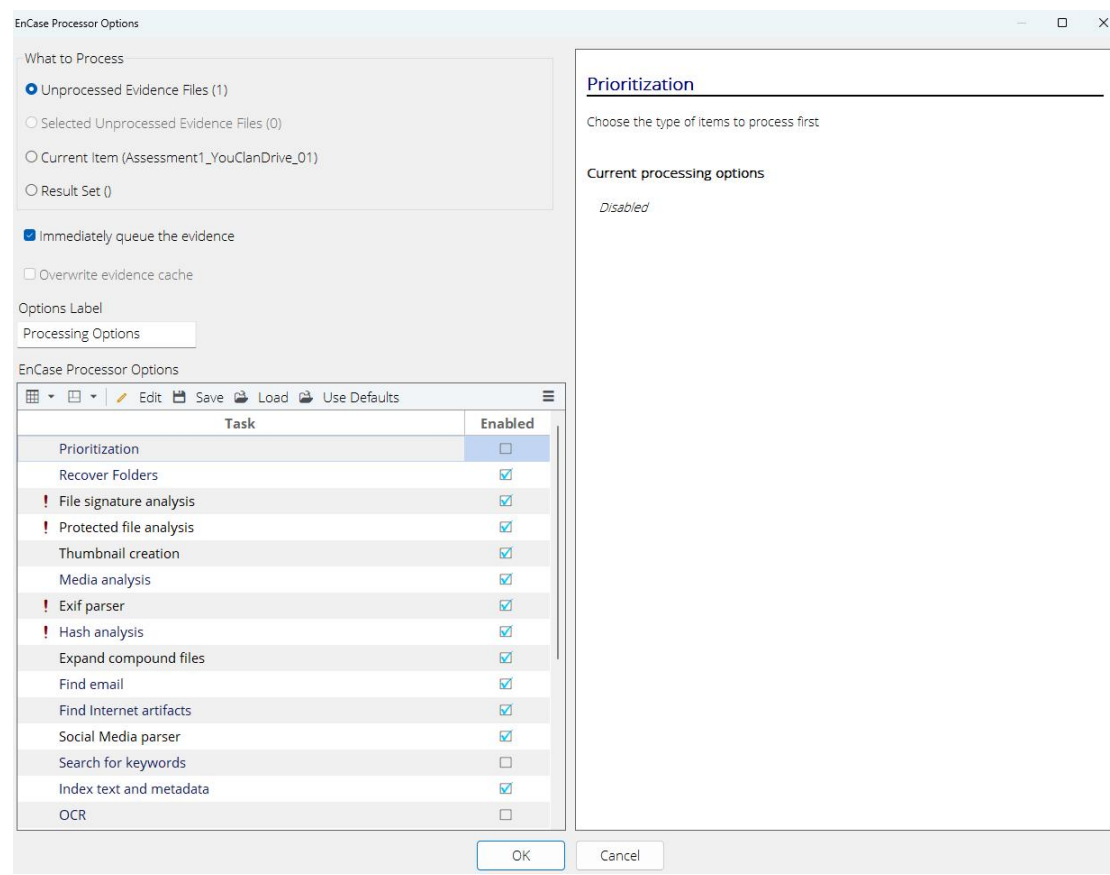 EnCase Processor Options
What to Process
Unprocessed Evidence Files (1)
Selected Unprocessed Evidence Files (0)
Current Item (Assessment1_YouClanDrive_01)
Result Set ()
Immediately queue the evidence
Overwrite evidence cache
Options Label
Processing Options
EnCase Processor Options
Edit Save Load Use Defaults
Task Enabled
Prioritization
Recover Folders
! File signature analysis
! Protected file analysis
Thumbnail creation
Media analysis
! Exif parser
! Hash analysis
Expand compound files
Find email
Find Internet artifacts
Social Media parser
Search for keywords
Index text and metadata
OCR
Prioritization
Choose the type of items to process first
Current processing options
Disabled
OK Cancel